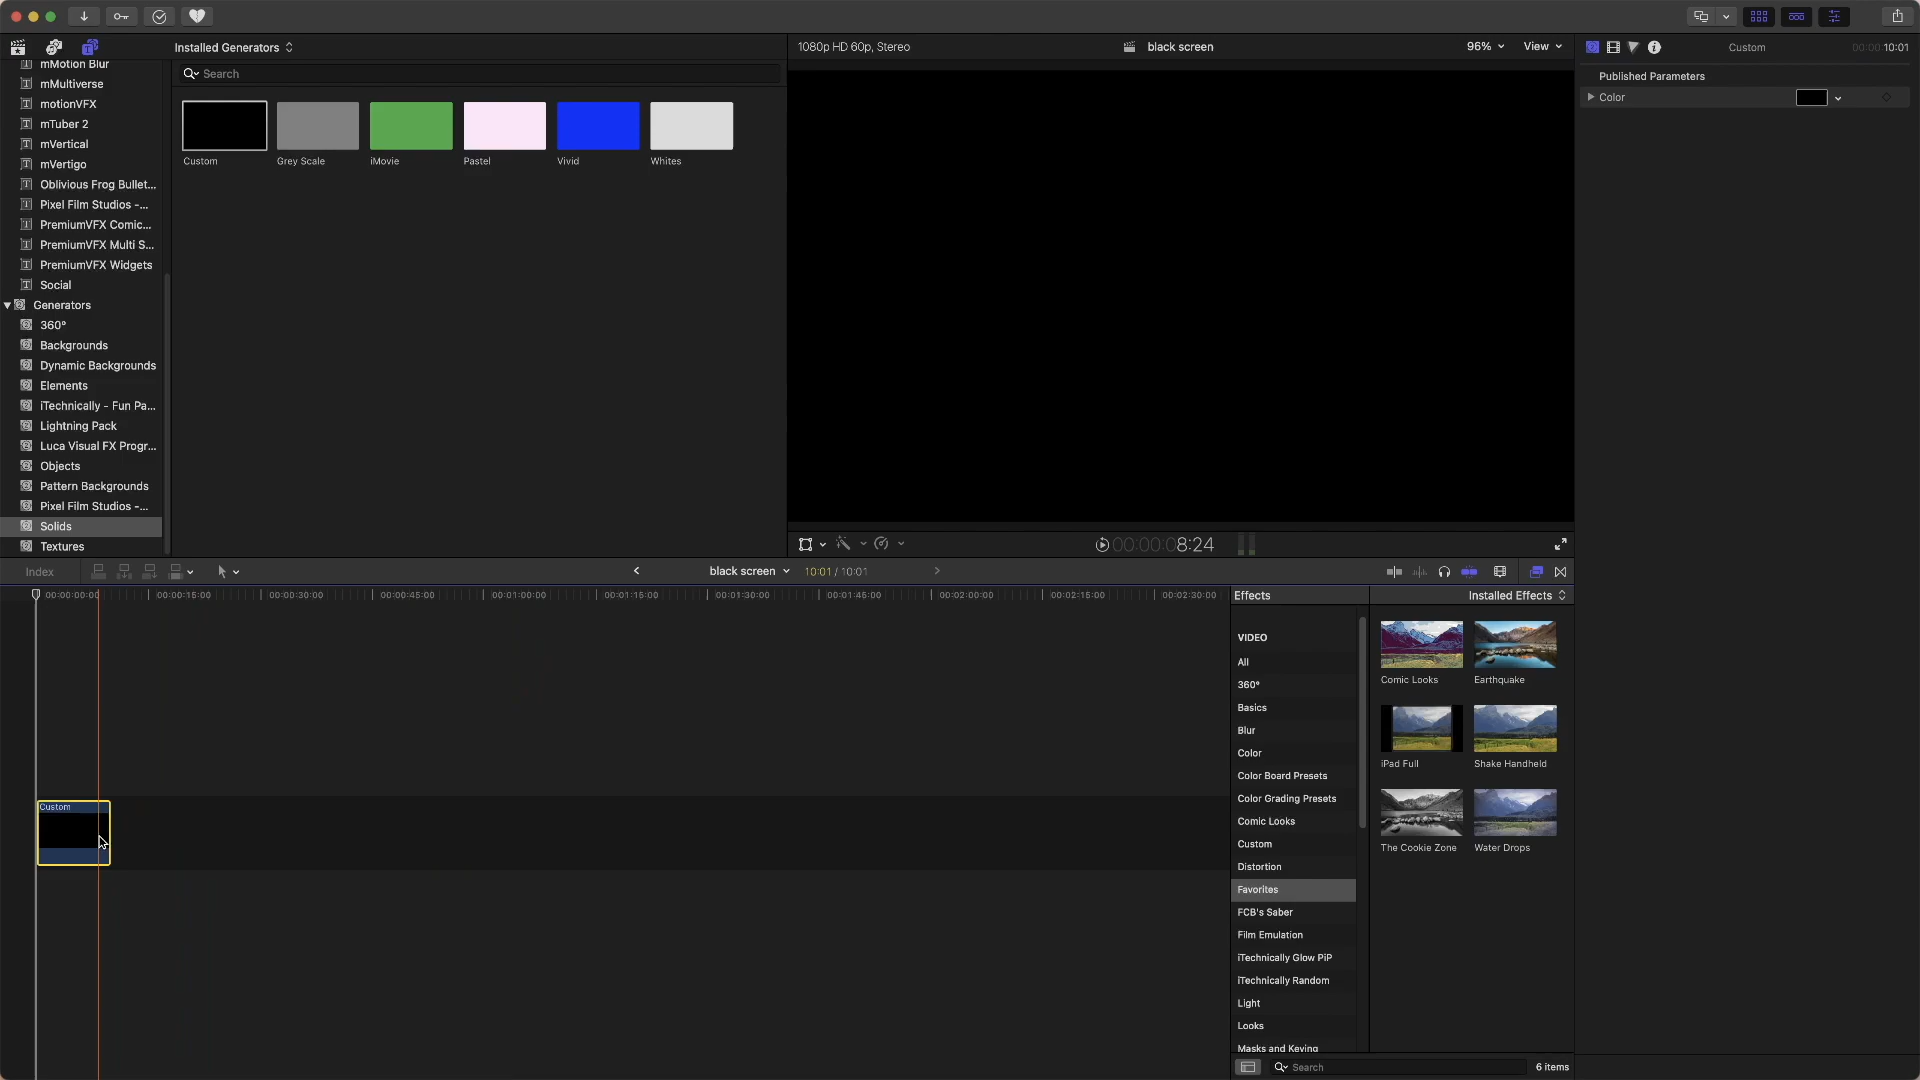 Installed Generators
1080p HD 60p, Stereo
black screen
96%
View
Custom
00:00:10:01
mMotion Blur
mMultiverse
motionVFX
mTuber 2
mVertical
mVertigo
Oblivious Frog Bullet...
Pixel Film Studios -...
PremiumVFX Comic...
PremiumVFX Multi S...
PremiumVFX Widgets
Social
Generators
360°
Backgrounds
Dynamic Backgrounds
Elements
iTechnically - Fun Pa...
Lightning Pack
Luca Visual FX Progr...
Objects
Pattern Backgrounds
Pixel Film Studios -...
Solids
Textures
Search
Custom
Grey Scale
iMovie
Pastel
Vivid
Whites
Published Parameters
Color
00:00:08:24
Index
black screen
10:01 / 10:01
00:00:00:00
00:00:15:00
00:00:30:00
00:00:45:00
00:01:00:00
00:01:15:00
00:01:30:00
00:01:45:00
00:02:00:00
00:02:15:00
00:02:30:00
Custom
Effects
Installed Effects
VIDEO
All
360°
Basics
Blur
Color
Color Board Presets
Color Grading Presets
Comic Looks
Custom
Distortion
Favorites
FCB's Saber
Film Emulation
iTechnically Glow PiP
iTechnically Random
Light
Looks
Masks and Keying
Comic Looks
Earthquake
iPad Full
Shake Handheld
The Cookie Zone
Water Drops
Search
6 items